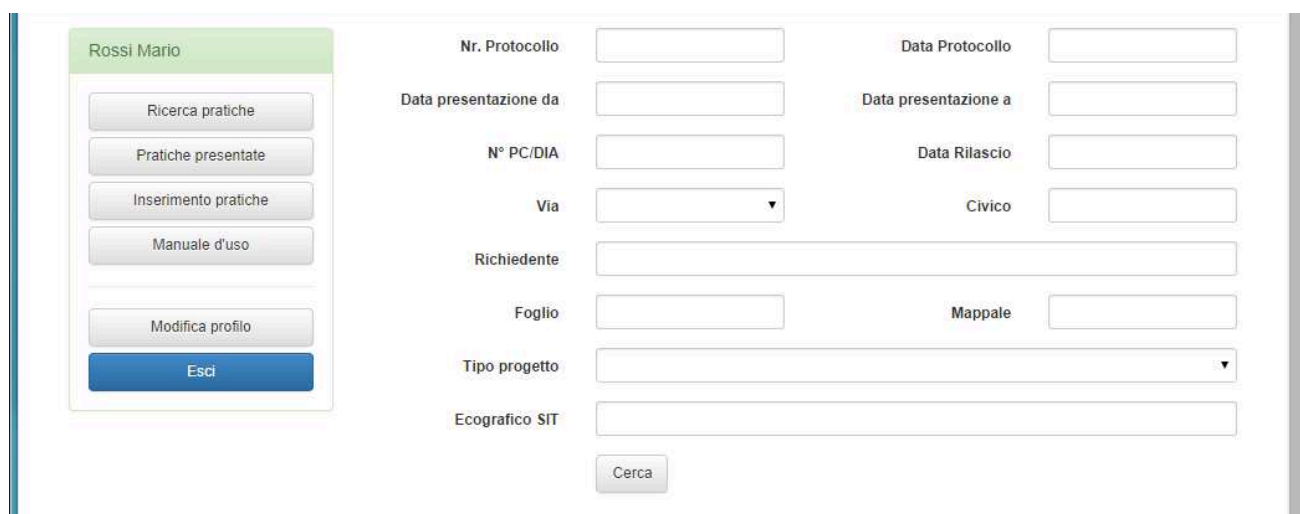 Rossi Mario
Ricerca pratiche
Pratiche presentate
Inserimento pratiche
Manuale d'uso
Modifica profilo
Esci
Nr. Protocollo Data Protocollo
Data presentazione da Data presentazione a
N° PC/DIA Data Rilascio
Via Civico
Richiedente
Foglio Mappale
Tipo progetto
Ecografico SIT
Cerca